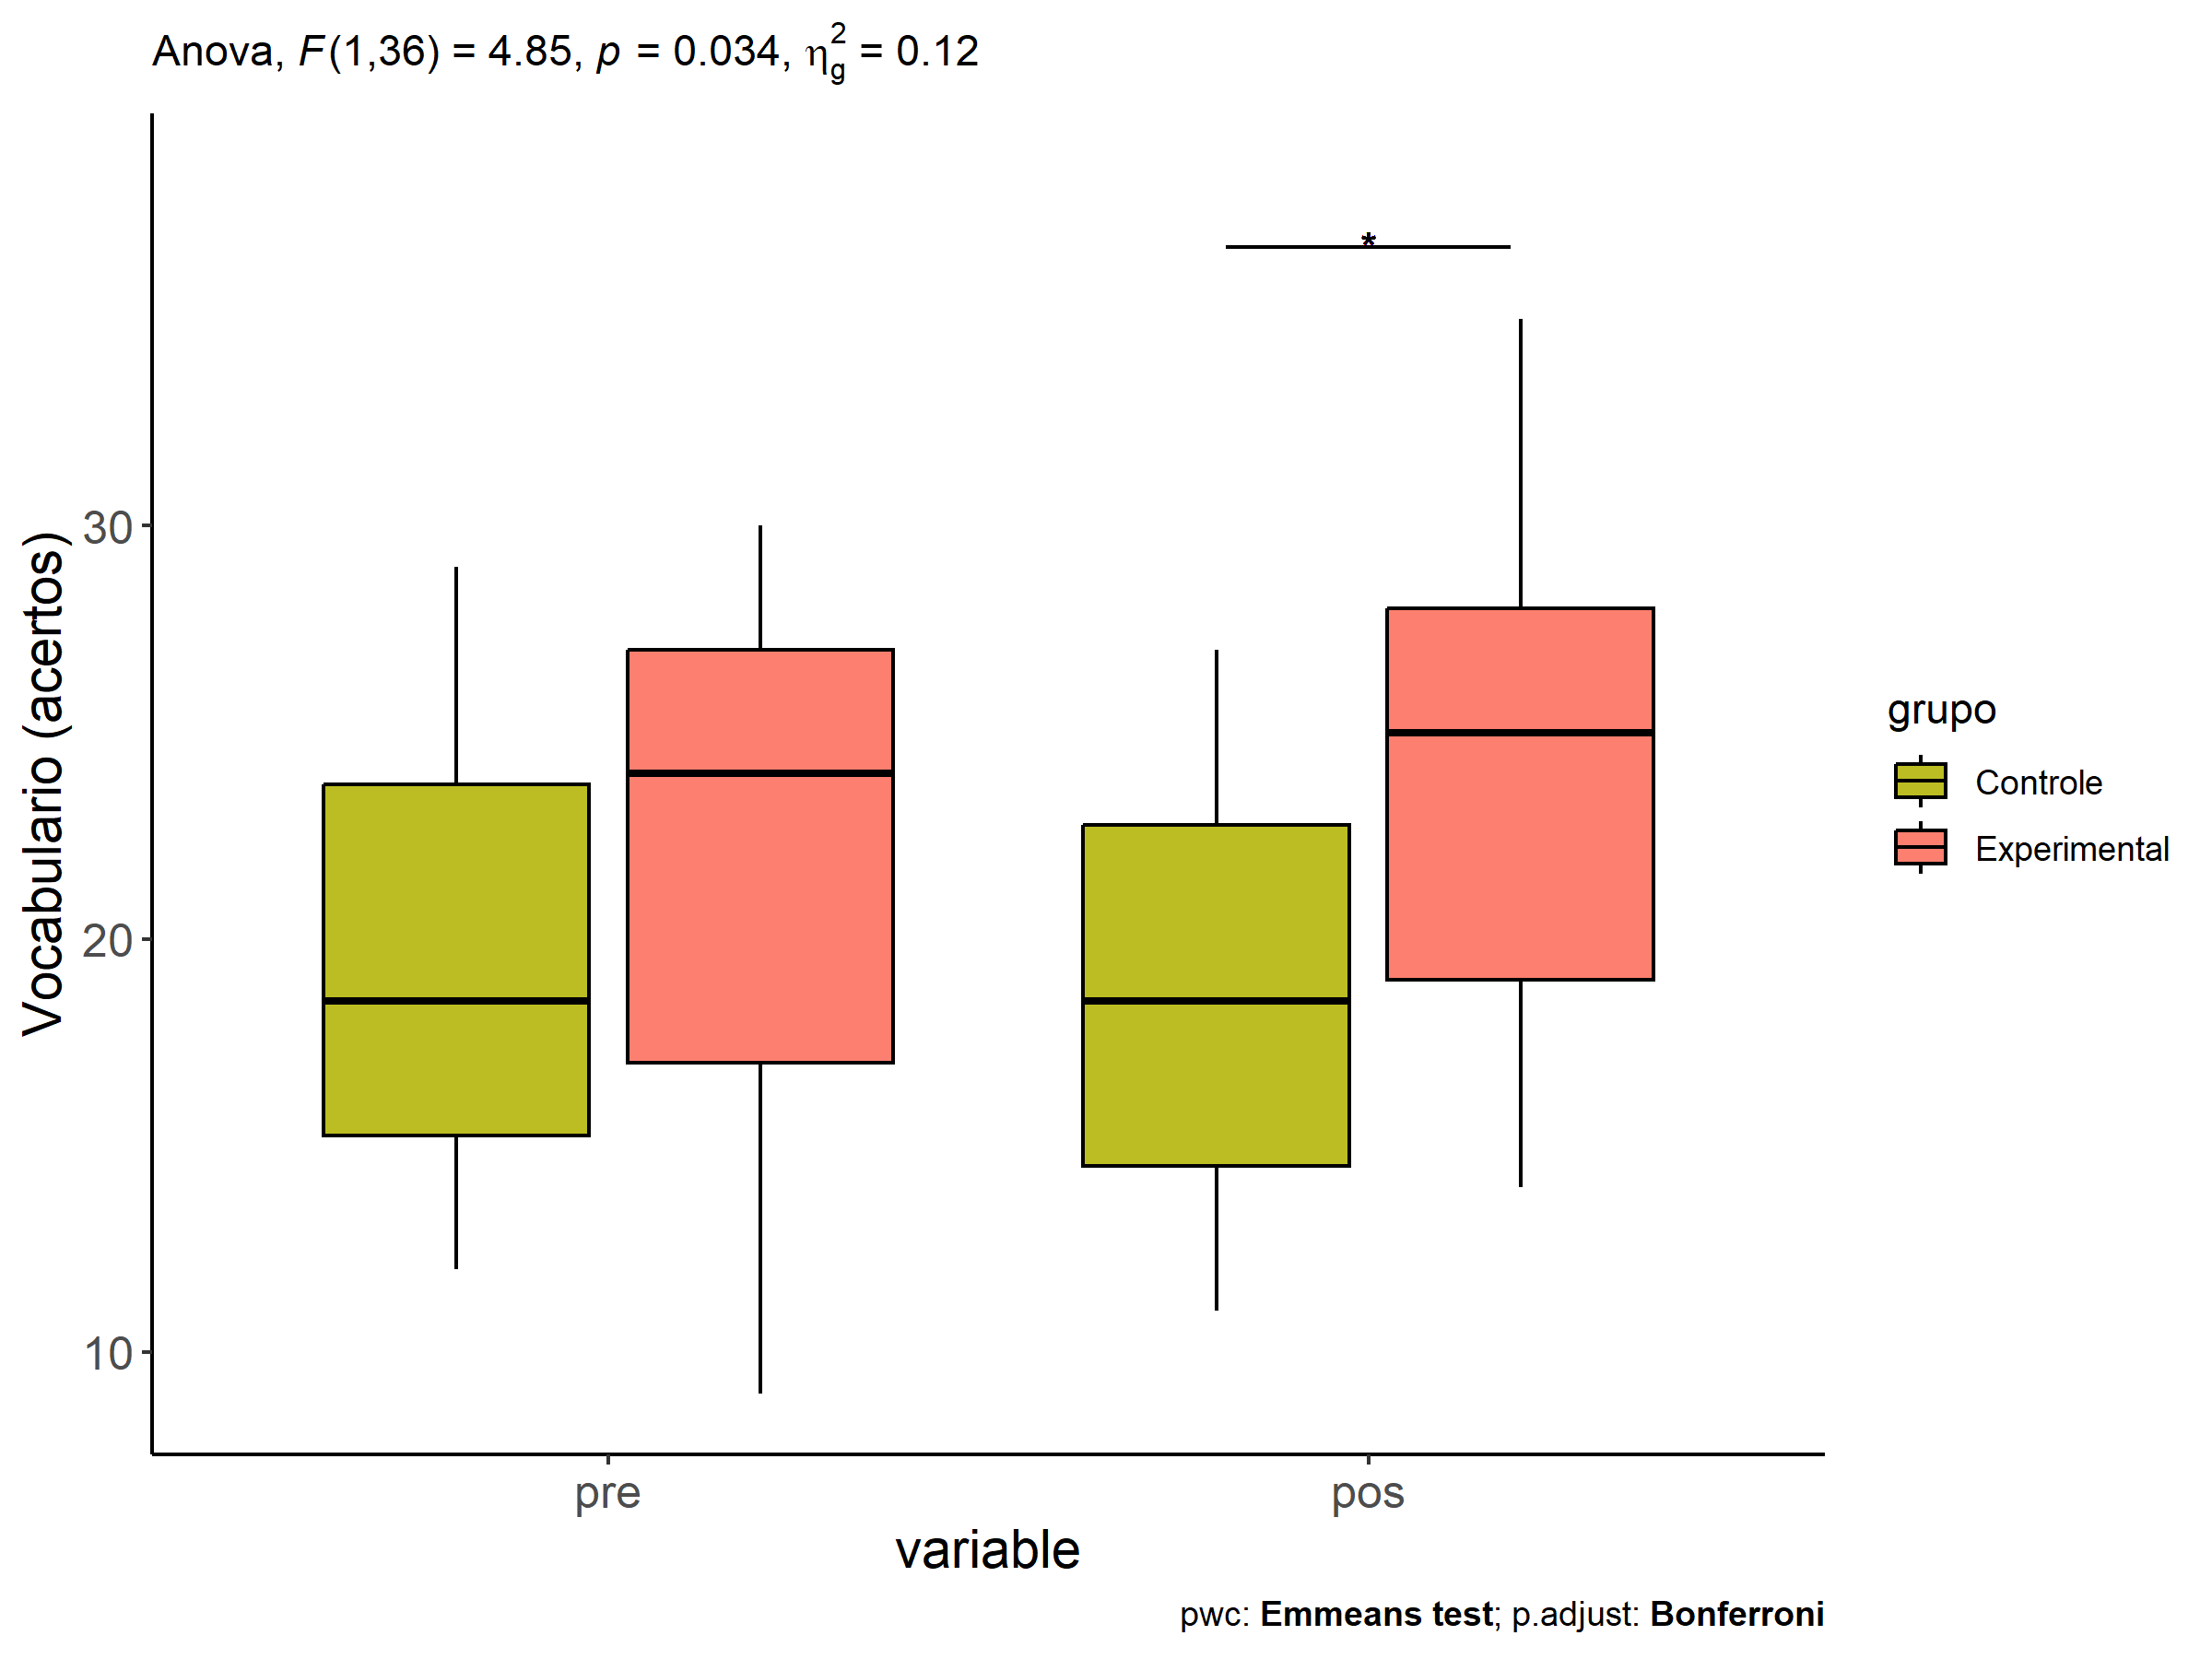 Anova, F(1,36) = 4.85, p = 0.034, η²g = 0.12
*
Vocabulario (acertos)
30
20
10
pre
pos
variable
grupo
Controle
Experimental
pwc: Emmeans test; p.adjust: Bonferroni